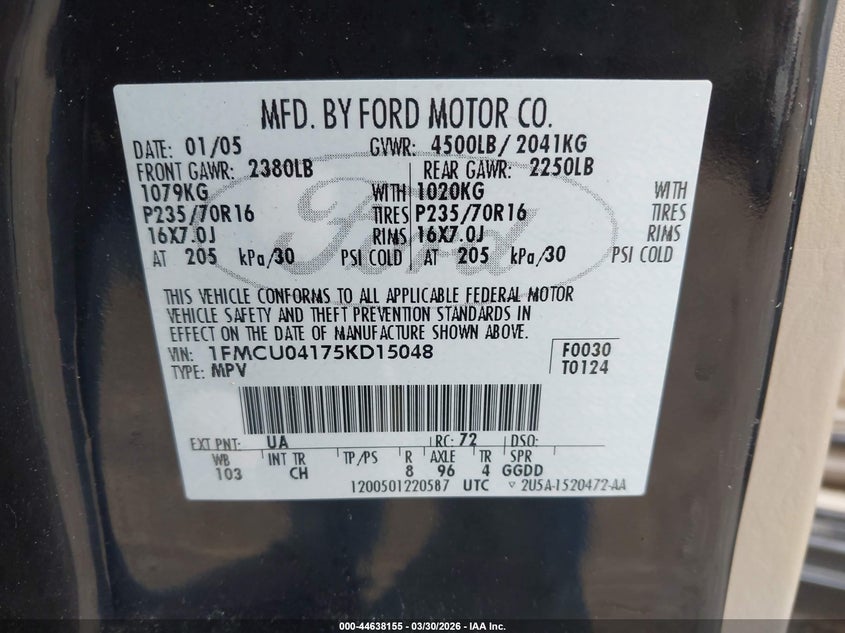 MFD. BY FORD MOTOR CO.
DATE: 01/05 GVWR: 4500LB/ 2041KG
FRONT GAWR: 2380LB REAR GAWR: 2250LB
1079KG WITH 1020KG WITH
P235/70R16 TIRES P235/70R16 TIRES
16X7.0J RIMS 16X7.0J RIMS
AT 205 kPa/30 PSI COLD AT 205 kPa/30 PSI COLD
Ford
THIS VEHICLE CONFORMS TO ALL APPLICABLE FEDERAL MOTOR
VEHICLE SAFETY AND THEFT PREVENTION STANDARDS IN
EFFECT ON THE DATE OF MANUFACTURE SHOWN ABOVE.
VIN: 1FMCU04175KD15048 F0030
TYPE: MPV T0124
EXT PNT: UA RC: 72 DSO:
WB INT TR TP/PS R AXLE TR SPR
103 CH 8 96 4 GGDD
1200501220587 UTC ▽ 2U5A-1520472-AA
000-44638155 - 03/30/2026 - IAA Inc.